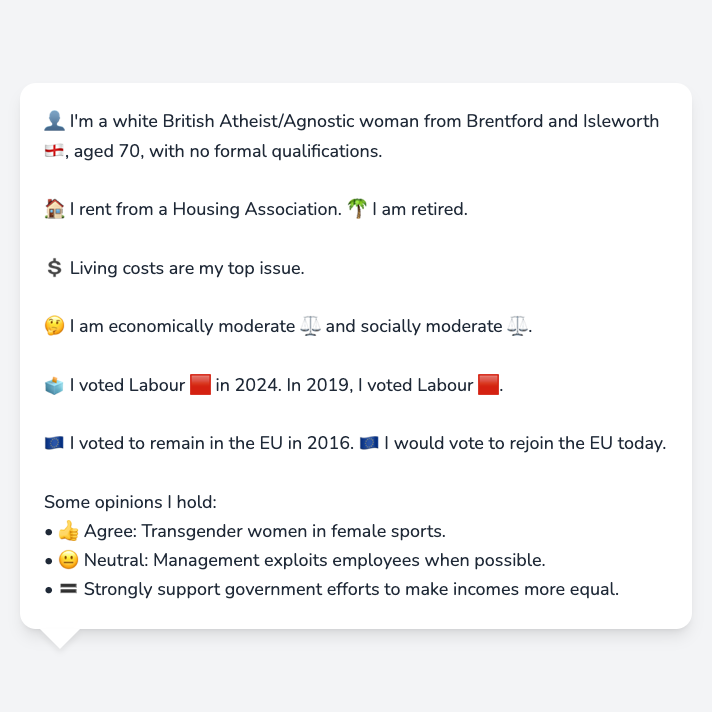 👤 I'm a white British Atheist/Agnostic woman from Brentford and Isleworth
🏴󠁧󠁢󠁥󠁮󠁧󠁿, aged 70, with no formal qualifications.
🏠 I rent from a Housing Association. 🌴 I am retired.
💲 Living costs are my top issue.
🤔 I am economically moderate ⚖️ and socially moderate ⚖️.
🗳️ I voted Labour 🟥 in 2024. In 2019, I voted Labour 🟥.
🇪🇺 I voted to remain in the EU in 2016. 🇪🇺 I would vote to rejoin the EU today.
Some opinions I hold:
• 👍 Agree: Transgender women in female sports.
• 😐 Neutral: Management exploits employees when possible.
• 🟰 Strongly support government efforts to make incomes more equal.